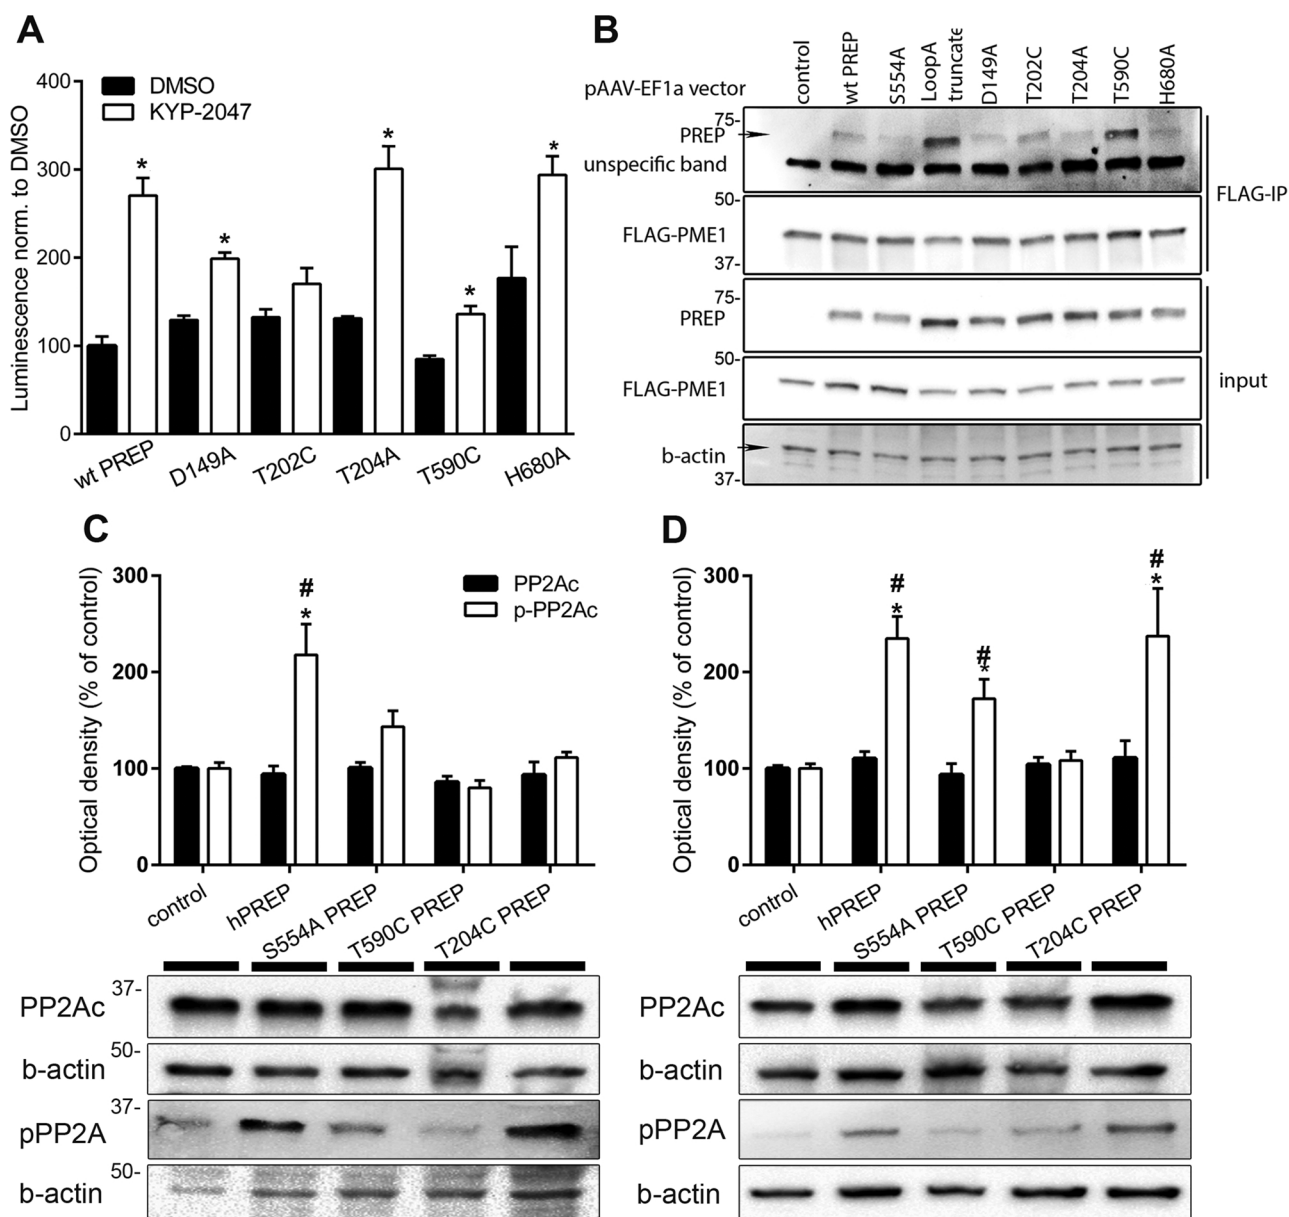 A
Luminescence norm. to DMSO
400
300
200
100
0
DMSO
KYP-2047
*
*
*
*
*
wt PREP
D149A
T202C
T204A
T590C
H680A
B
pAAV-EF1a vector
control
wt PREP
S554A
LoopA
truncate
D149A
T202C
T204A
T590C
H680A
75-
PREP
unspecific band
50-
FLAG-PME1
37-
FLAG-IP
75-
PREP
50-
FLAG-PME1
b-actin
37-
input
C
Optical density (% of control)
300
200
100
0
PP2Ac
p-PP2Ac
#
*
control
hPREP
S554A PREP
T590C PREP
T204C PREP
37-
PP2Ac
50-
b-actin
37-
pPP2A
50-
b-actin
D
Optical density (% of control)
300
200
100
0
#
*
#
*
#
*
control
hPREP
S554A PREP
T590C PREP
T204C PREP
PP2Ac
b-actin
pPP2A
b-actin